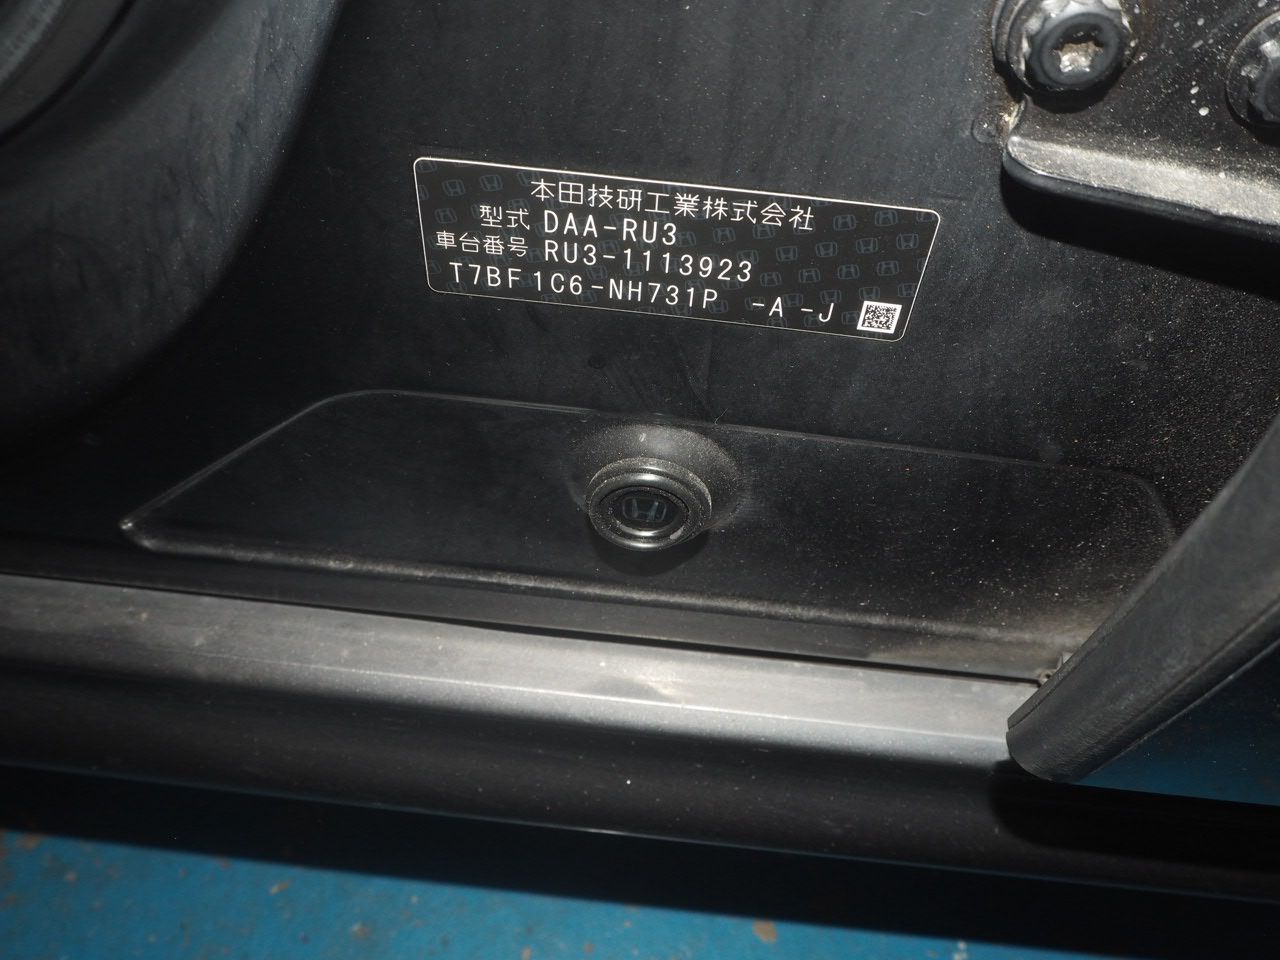 本田技研工業株式会社
型式 DAA-RU3
車台番号 RU3-1113923
T7BF1C6-NH731P -A -J